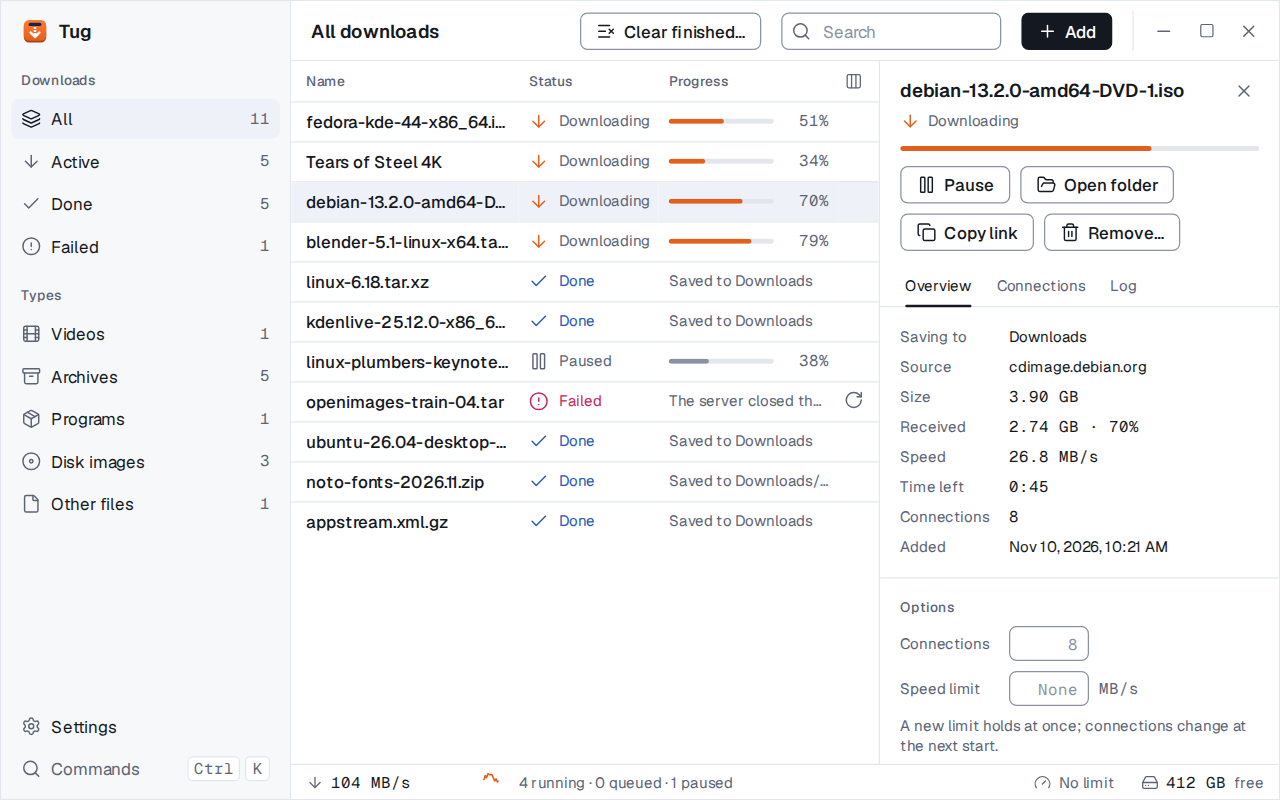 Tug
All downloads
Clear finished…
Search
Add
Downloads
All 11
Active 5
Done 5
Failed 1
Types
Videos 1
Archives 5
Programs 1
Disk images 3
Other files 1
Settings
Commands Ctrl K
Name Status Progress
fedora-kde-44-x86_64.i… Downloading 51%
Tears of Steel 4K Downloading 34%
debian-13.2.0-amd64-D… Downloading 70%
blender-5.1-linux-x64.ta… Downloading 79%
linux-6.18.tar.xz Done Saved to Downloads
kdenlive-25.12.0-x86_6… Done Saved to Downloads
linux-plumbers-keynote… Paused 38%
openimages-train-04.tar Failed The server closed th…
ubuntu-26.04-desktop-… Done Saved to Downloads
noto-fonts-2026.11.zip Done Saved to Downloads/…
appstream.xml.gz Done Saved to Downloads
debian-13.2.0-amd64-DVD-1.iso
Downloading
Pause Open folder
Copy link Remove…
Overview Connections Log
Saving to Downloads
Source cdimage.debian.org
Size 3.90 GB
Received 2.74 GB · 70%
Speed 26.8 MB/s
Time left 0:45
Connections 8
Added Nov 10, 2026, 10:21 AM
Options
Connections 8
Speed limit None MB/s
A new limit holds at once; connections change at
the next start.
104 MB/s 4 running · 0 queued · 1 paused No limit 412 GB free